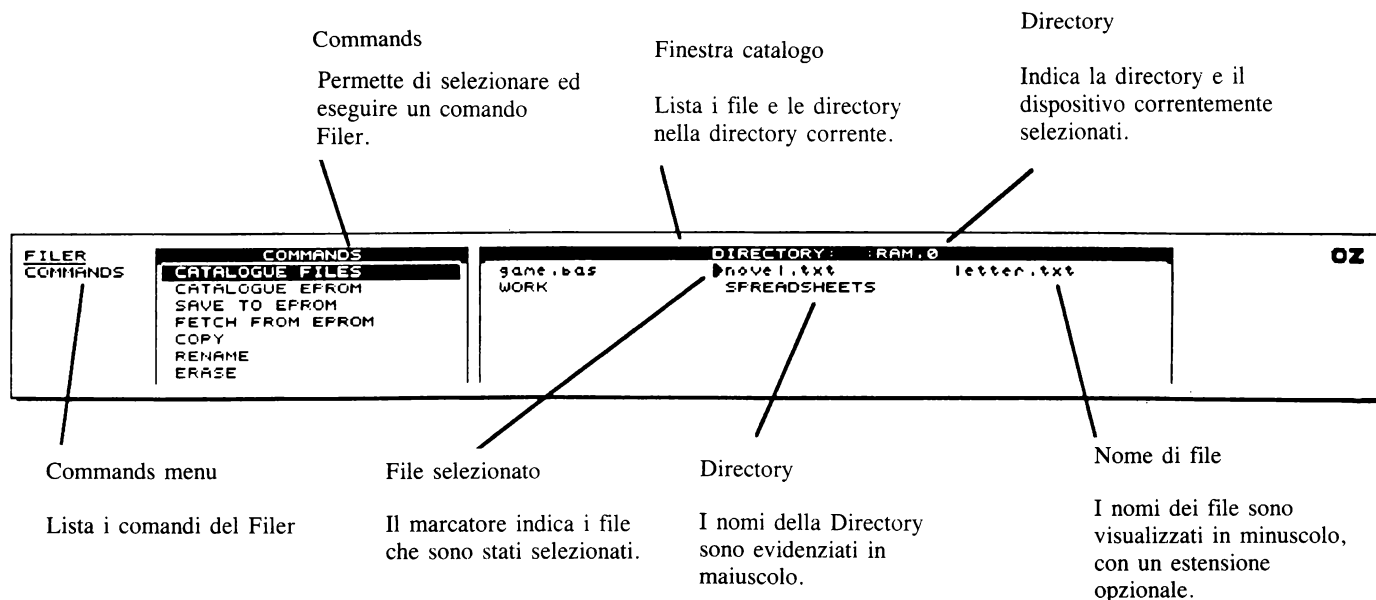 Commands
Permette di selezionare ed
eseguire un comando
Filer.
Finestra catalogo
Lista i file e le directory
nella directory corrente.
Directory
Indica la directory e il
dispositivo correntemente
selezionati.
FILER
COMMANDS
COMMANDS
CATALOGUE FILES
CATALOGUE EPROM
SAVE TO EPROM
FETCH FROM EPROM
COPY
RENAME
ERASE
DIRECTORY: :RAM.0
game.bas novel.txt letter.txt
WORK SPREADSHEETS
OZ
Commands menu
Lista i comandi del Filer
File selezionato
Il marcatore indica i file
che sono stati selezionati.
Directory
I nomi della Directory
sono evidenziati in
maiuscolo.
Nome di file
I nomi dei file sono
visualizzati in minuscolo,
con un estensione
opzionale.